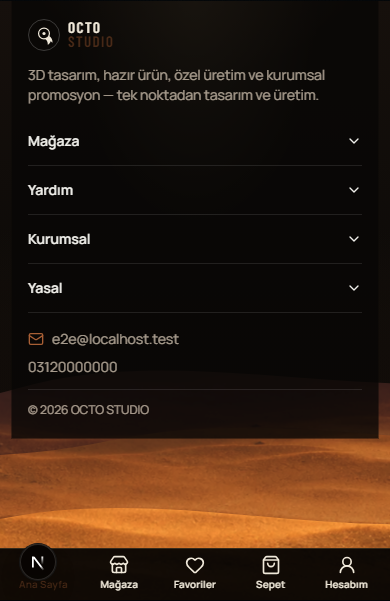 OCTO
STUDIO
3D tasarım, hazır ürün, özel üretim ve kurumsal
promosyon — tek noktadan tasarım ve üretim.
Mağaza
Yardım
Kurumsal
Yasal
e2e@localhost.test
03120000000
© 2026 OCTO STUDIO
N
Ana Sayfa
Mağaza
Favoriler
Sepet
Hesabım